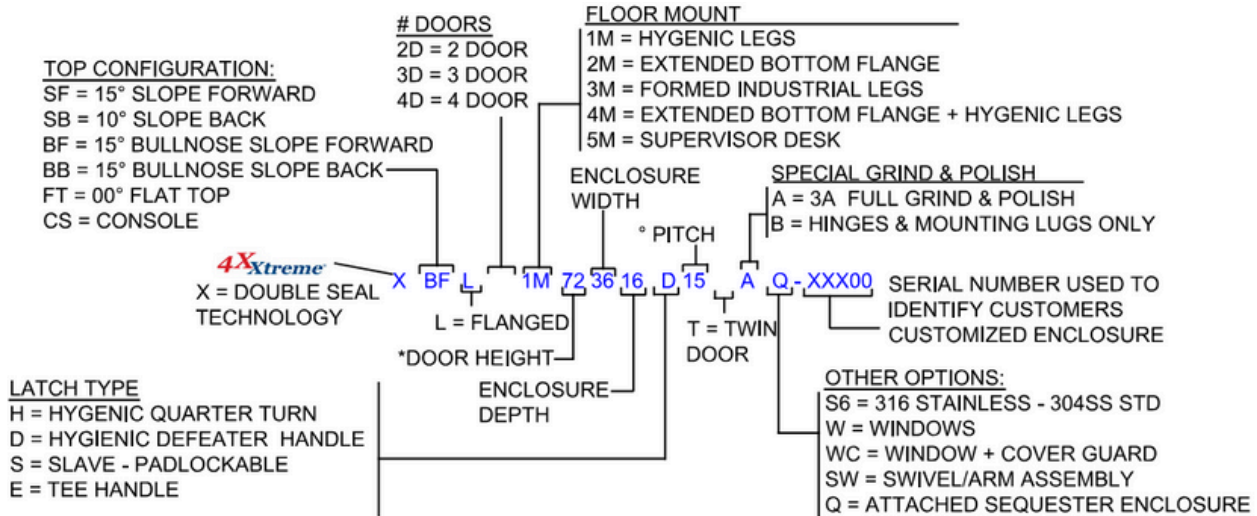 # DOORS
2D = 2 DOOR
3D = 3 DOOR
4D = 4 DOOR
FLOOR MOUNT
1M = HYGENIC LEGS
2M = EXTENDED BOTTOM FLANGE
3M = FORMED INDUSTRIAL LEGS
4M = EXTENDED BOTTOM FLANGE + HYGENIC LEGS
5M = SUPERVISOR DESK
TOP CONFIGURATION:
SF = 15° SLOPE FORWARD
SB = 10° SLOPE BACK
BF = 15° BULLNOSE SLOPE FORWARD
BB = 15° BULLNOSE SLOPE BACK
FT = 00° FLAT TOP
CS = CONSOLE
ENCLOSURE
WIDTH
° PITCH
SPECIAL GRIND & POLISH
A = 3A FULL GRIND & POLISH
B = HINGES & MOUNTING LUGS ONLY
4X Xtreme
X = DOUBLE SEAL
TECHNOLOGY
X BF L 1M 72 36 16 D 15 A Q - XXX00
L = FLANGED
*DOOR HEIGHT
ENCLOSURE
DEPTH
T = TWIN
DOOR
SERIAL NUMBER USED TO
IDENTIFY CUSTOMERS
CUSTOMIZED ENCLOSURE
LATCH TYPE
H = HYGENIC QUARTER TURN
D = HYGIENIC DEFEATER HANDLE
S = SLAVE - PADLOCKABLE
E = TEE HANDLE
OTHER OPTIONS:
S6 = 316 STAINLESS - 304SS STD
W = WINDOWS
WC = WINDOW + COVER GUARD
SW = SWIVEL/ARM ASSEMBLY
Q = ATTACHED SEQUESTER ENCLOSURE